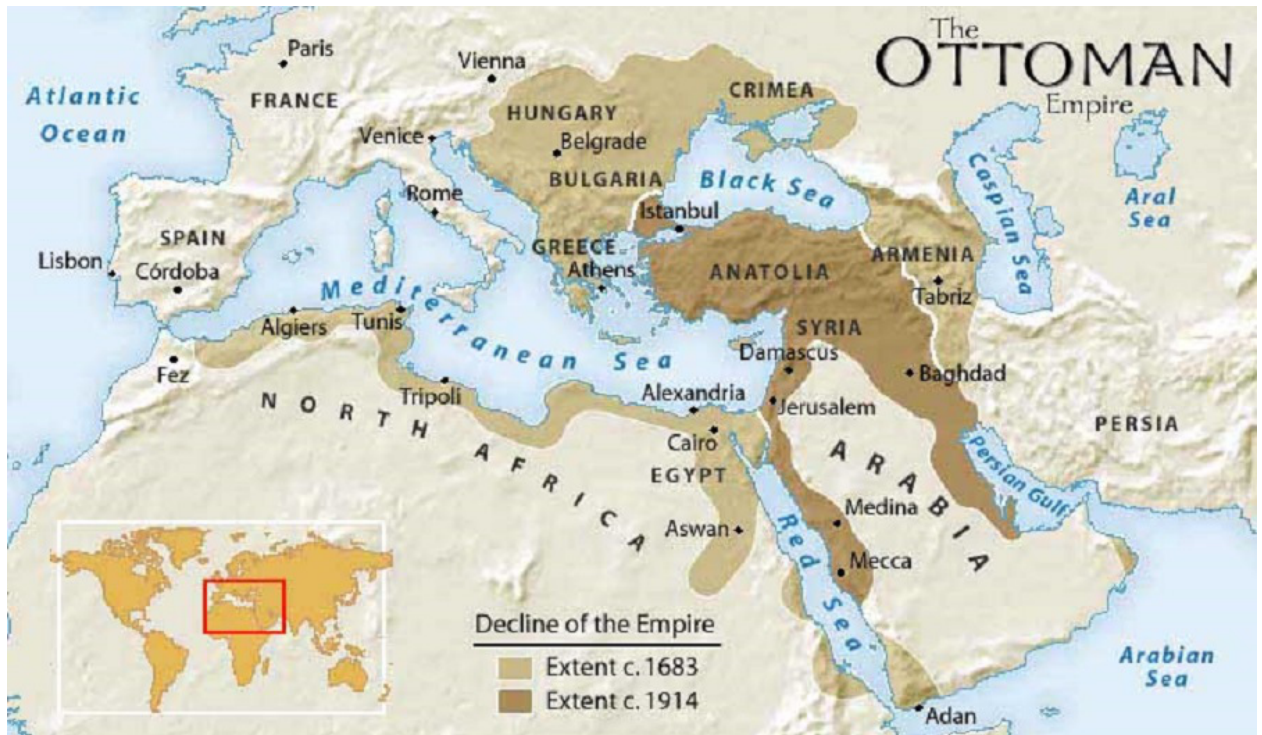 The
OTTOMAN
Empire
Paris
FRANCE
Vienna
Atlantic
Ocean
Venice
HUNGARY
Belgrade
BULGARIA
CRIMEA
Black Sea
Caspian Sea
Aral
Sea
Rome
Istanbul
SPAIN
Lisbon
Córdoba
GREECE
Athens
ANATOLIA
ARMENIA
Tabriz
Mediterranean Sea
Algiers
Tunis
SYRIA
Damascus
Fez
Tripoli
Alexandria
Jerusalem
Baghdad
NORTH AFRICA
Cairo
EGYPT
ARABIA
PERSIA
Persian Gulf
Aswan
Red Sea
Medina
Mecca
Decline of the Empire
Extent c. 1683
Extent c. 1914
Arabian
Sea
Adan